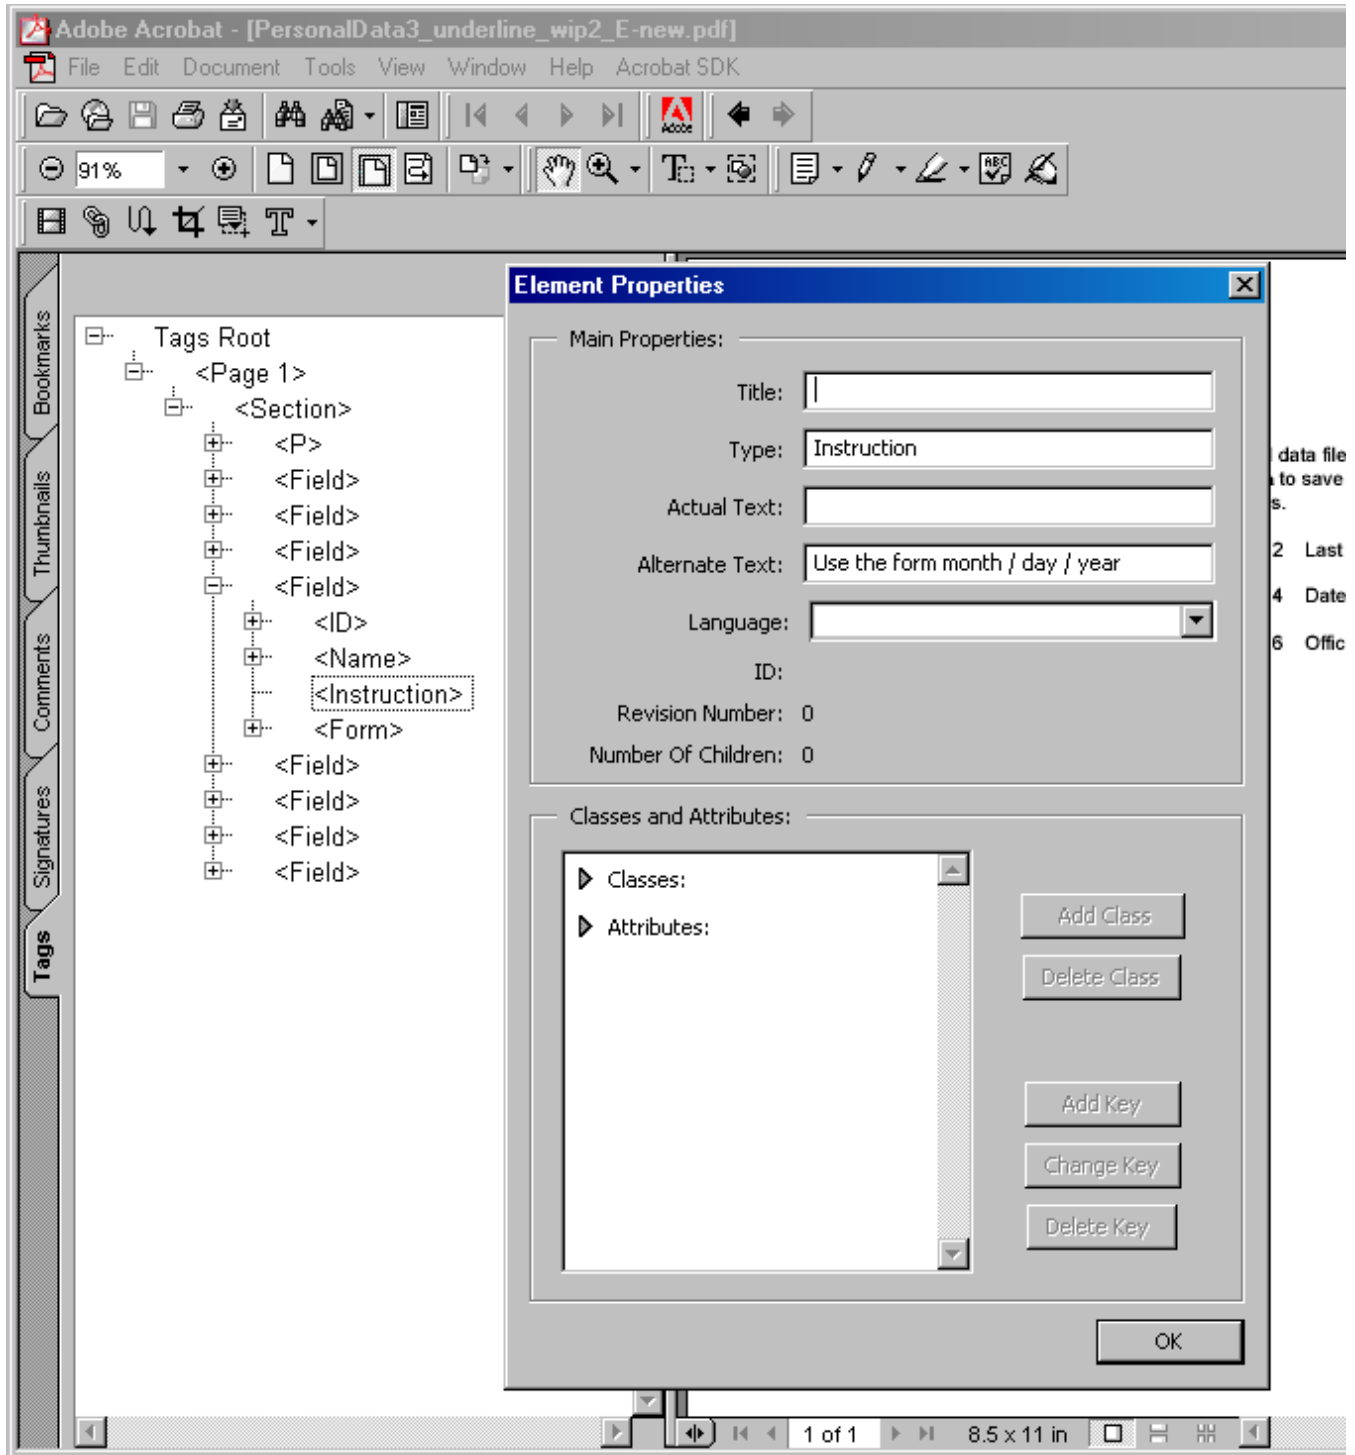 Adobe Acrobat - [PersonalData3_underline_wip2_E-new.pdf]
File Edit Document Tools View Window Help Acrobat SDK
Adobe
91%
ABC
Bookmarks
Thumbnails
Comments
Signatures
Tags
Tags Root
<Page 1>
<Section>
<P>
<Field>
<Field>
<Field>
<Field>
<ID>
<Name>
<Instruction>
<Form>
<Field>
<Field>
<Field>
<Field>
Element Properties
Main Properties:
Title:
Type: Instruction
Actual Text:
Alternate Text: Use the form month / day / year
Language:
ID:
Revision Number: 0
Number Of Children: 0
Classes and Attributes:
Classes:
Attributes:
Add Class
Delete Class
Add Key
Change Key
Delete Key
OK
data file
to save
s.
2 Last
4 Date
6 Offic
1 of 1 8.5 x 11 in